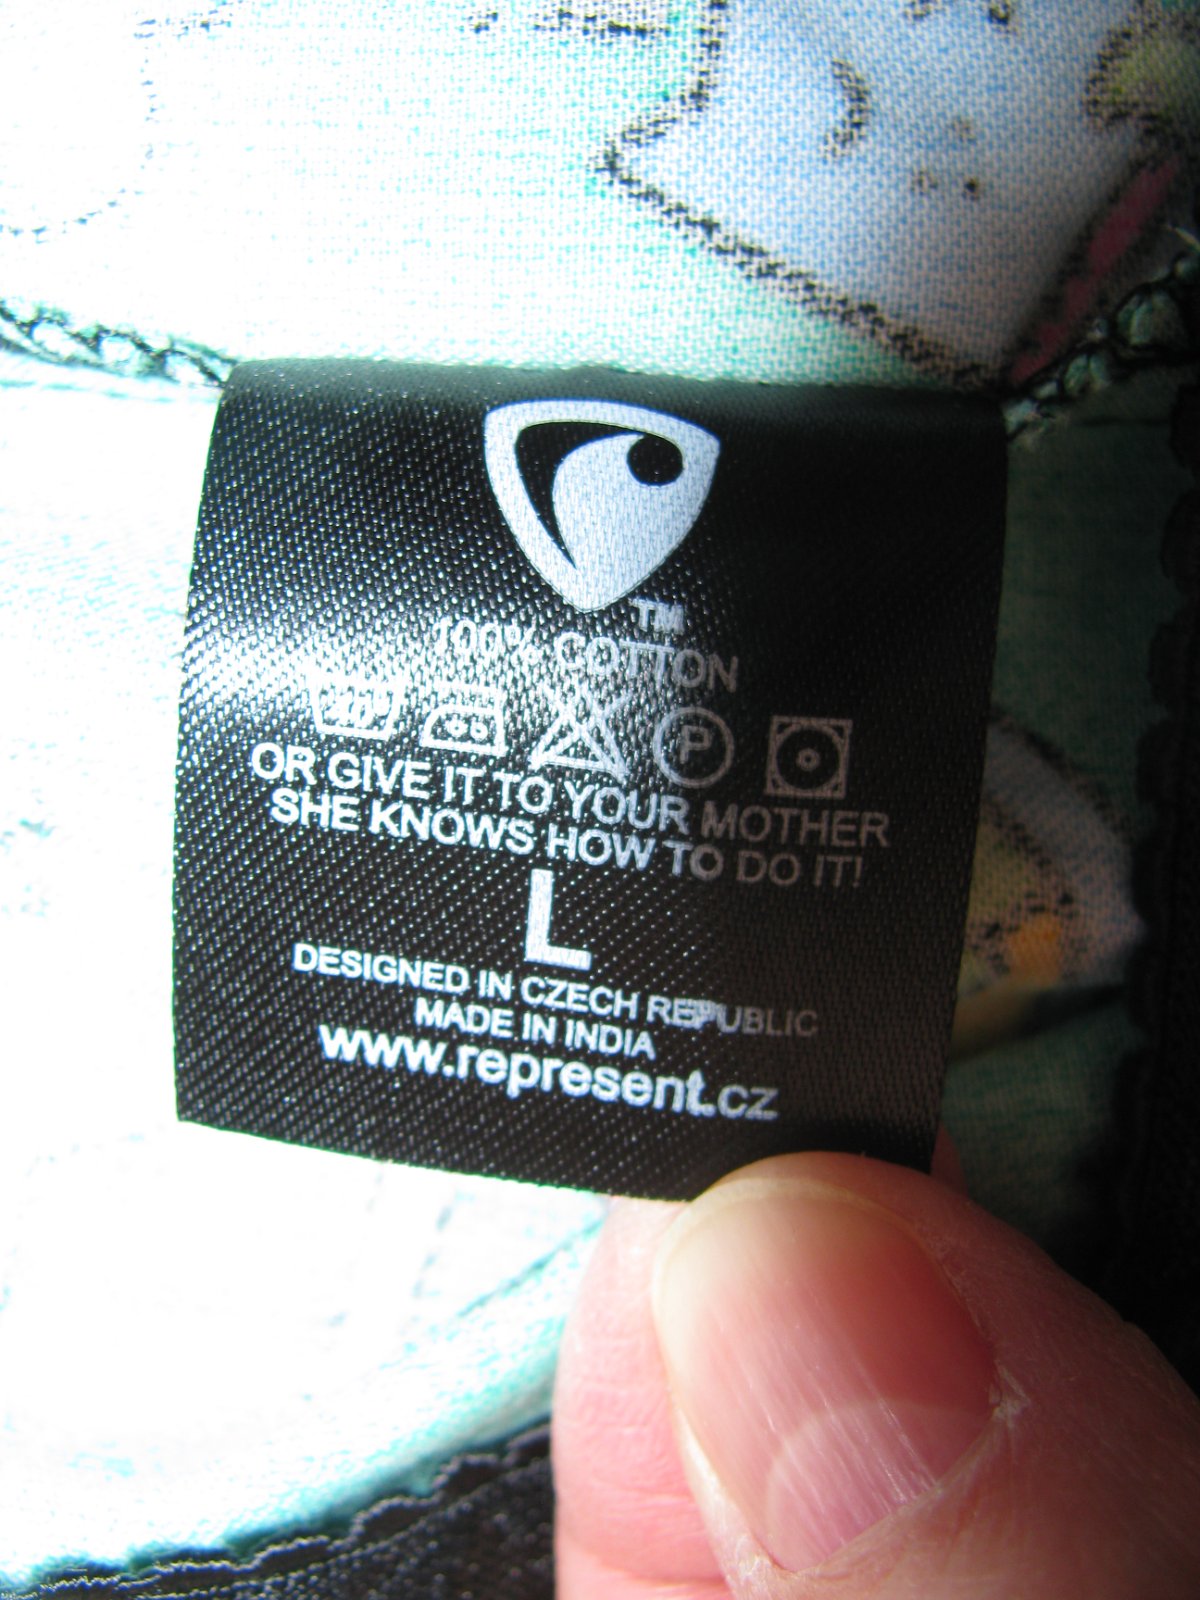 TM
100% COTTON
40°
P
OR GIVE IT TO YOUR MOTHER
SHE KNOWS HOW TO DO IT!
L
DESIGNED IN CZECH REPUBLIC
MADE IN INDIA
www.represent.cz